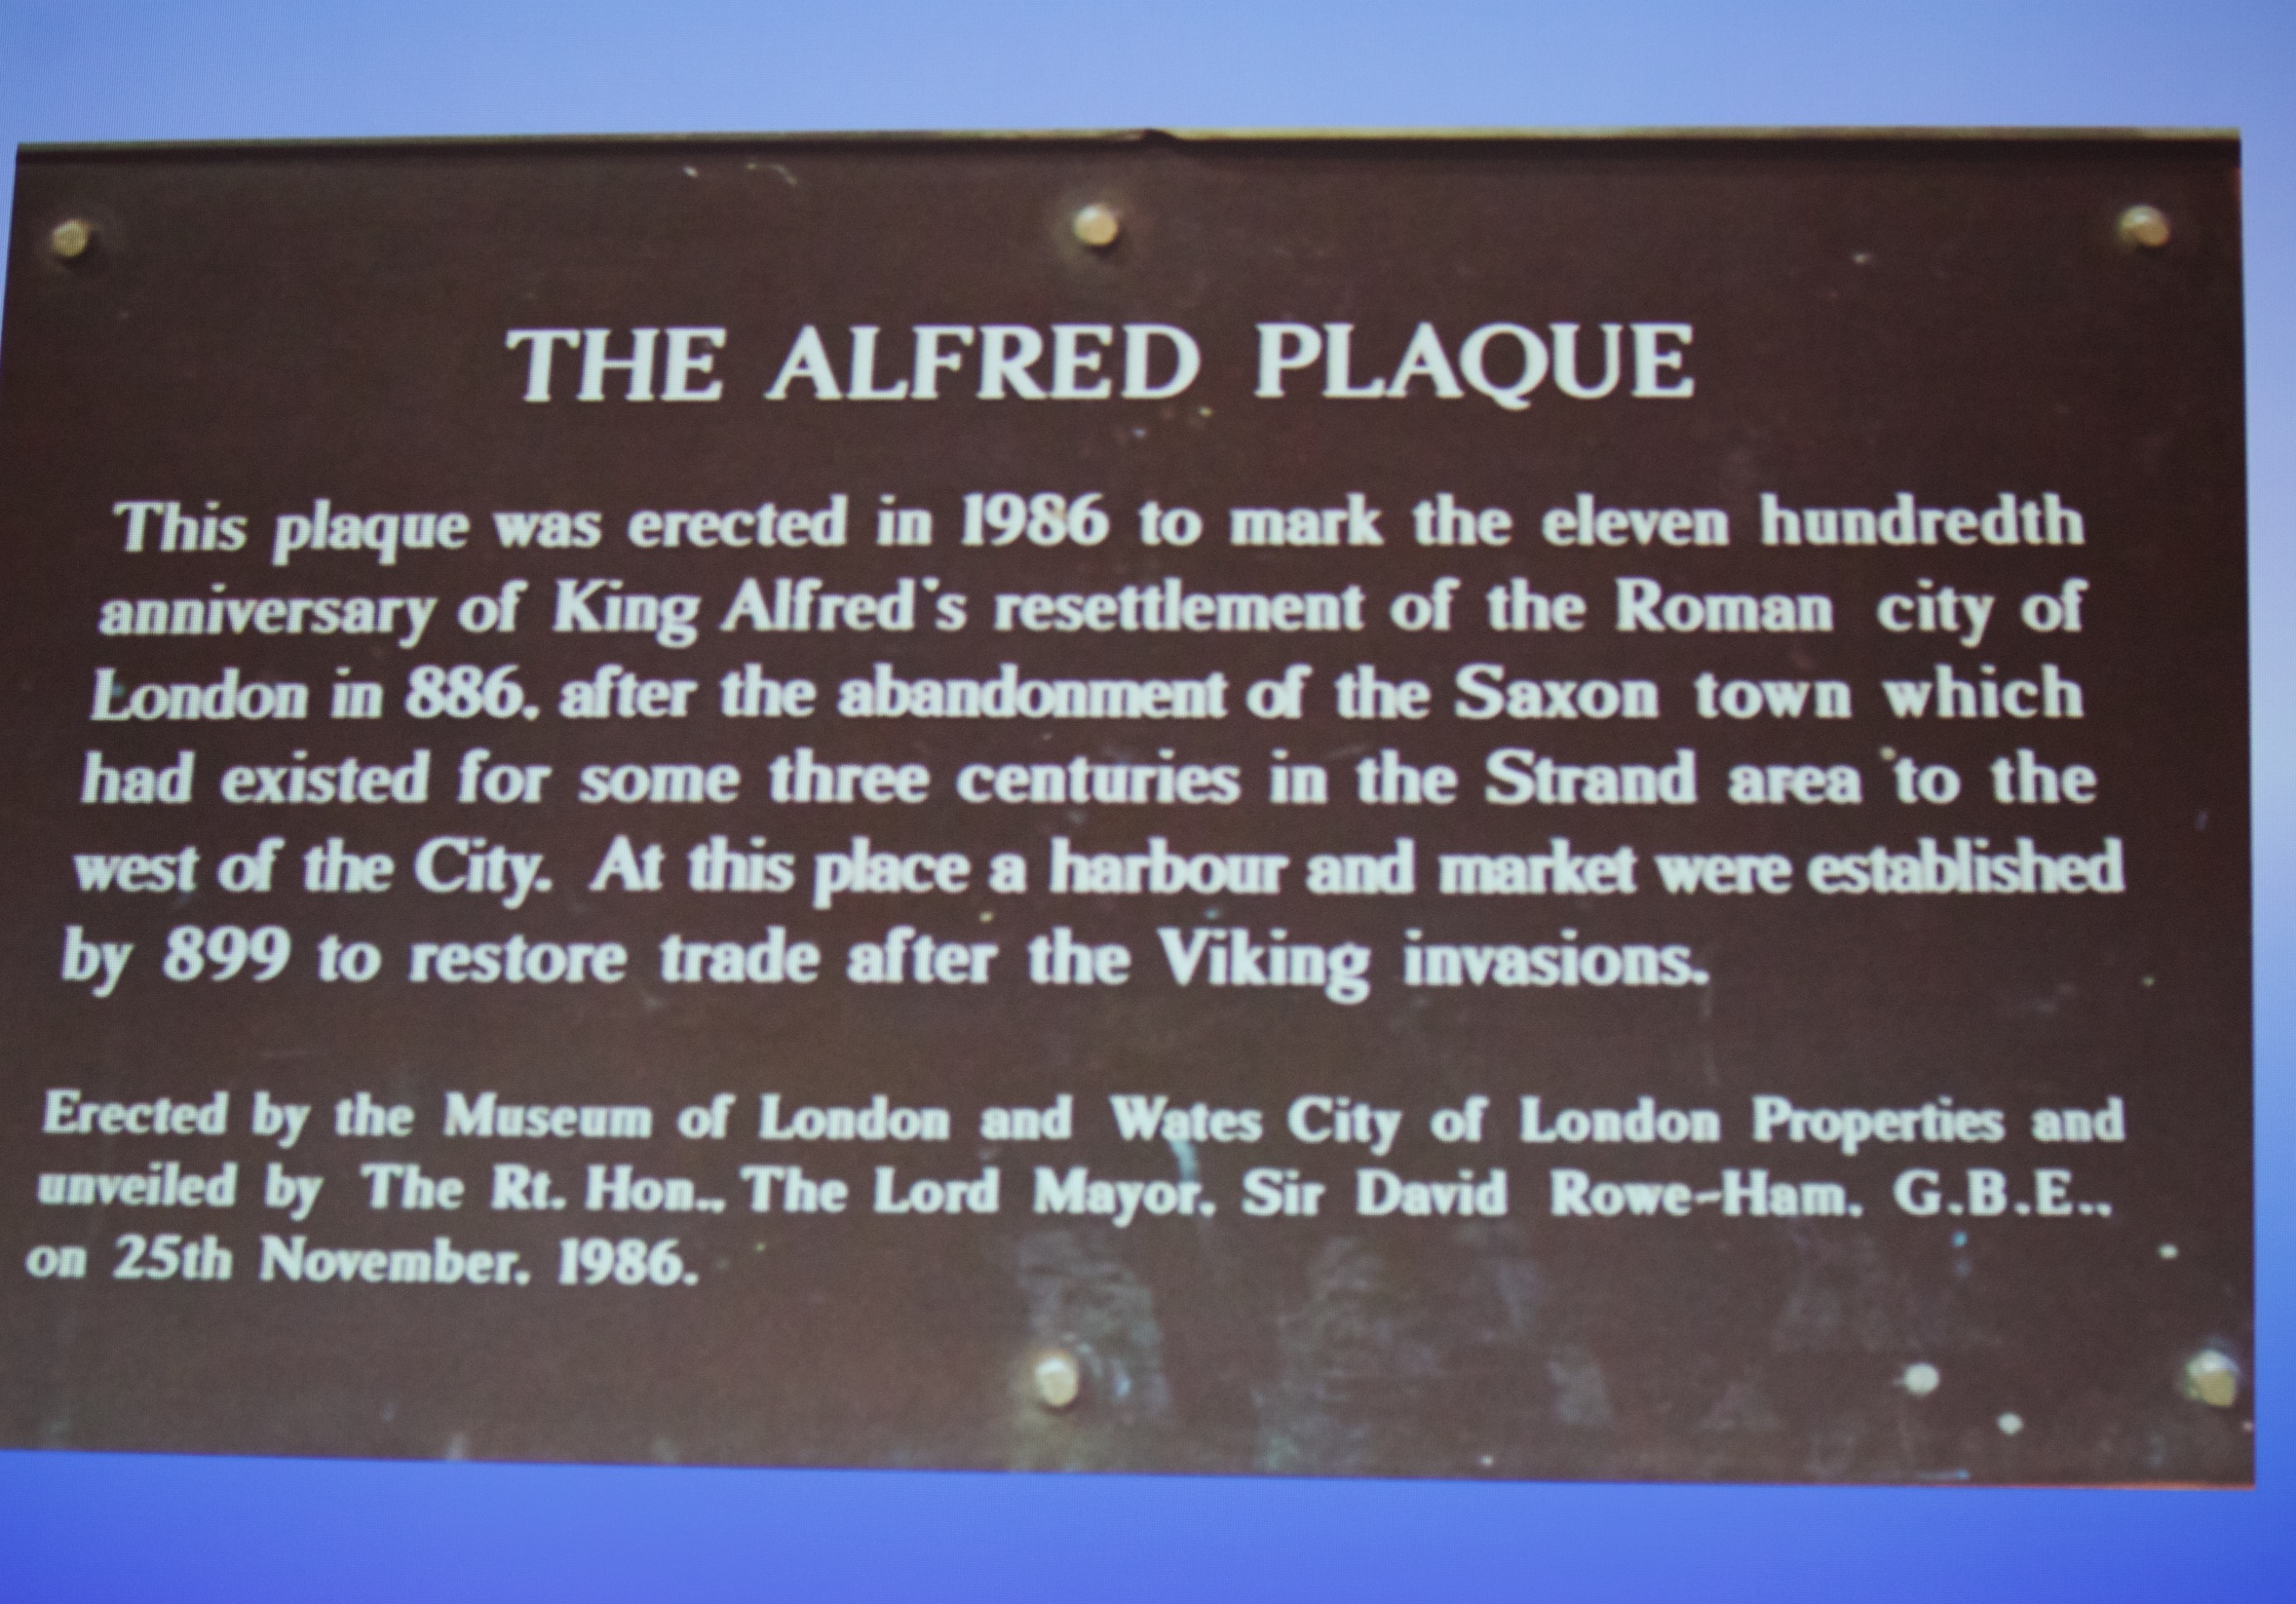 THE ALFRED PLAQUE
This plaque was erected in 1986 to mark the eleven hundredth
anniversary of King Alfred's resettlement of the Roman city of
London in 886, after the abandonment of the Saxon town which
had existed for some three centuries in the Strand area to the
west of the City. At this place a harbour and market were established
by 899 to restore trade after the Viking invasions.
Erected by the Museum of London and Wates City of London Properties and
unveiled by The Rt. Hon., The Lord Mayor, Sir David Rowe-Ham, G.B.E.,
on 25th November, 1986.